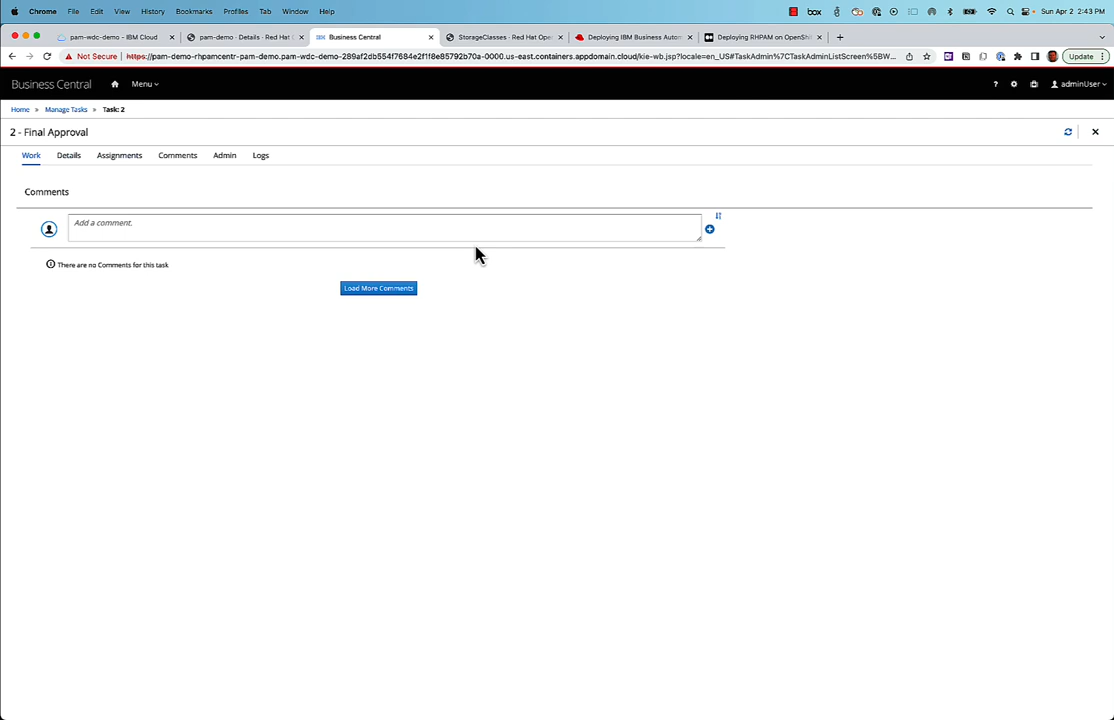 Chrome File Edit View History Bookmarks Profiles Tab Window Help box Sun Apr 2 2:43 PM
pam-wdc-demo - IBM Cloud pam-demo · Details · Red Hat Business Central StorageClasses · Red Hat Ope Deploying IBM Business Autom Deploying RHPAM on OpenShi
Not Secure https://pam-demo-rhpamcentr-pam-demo.pam-wdc-demo-289af2db554f7684e2f1f8e85792b70a-0000.us-east.containers.appdomain.cloud/kie-wb.jsp?locale=en_US#TaskAdmin%7CTaskAdminListScreen%5BW... Update
Business Central Menu ? adminUser
Home » Manage Tasks » Task: 2
2 - Final Approval
Work Details Assignments Comments Admin Logs
Comments
Add a comment.
There are no Comments for this task
Load More Comments